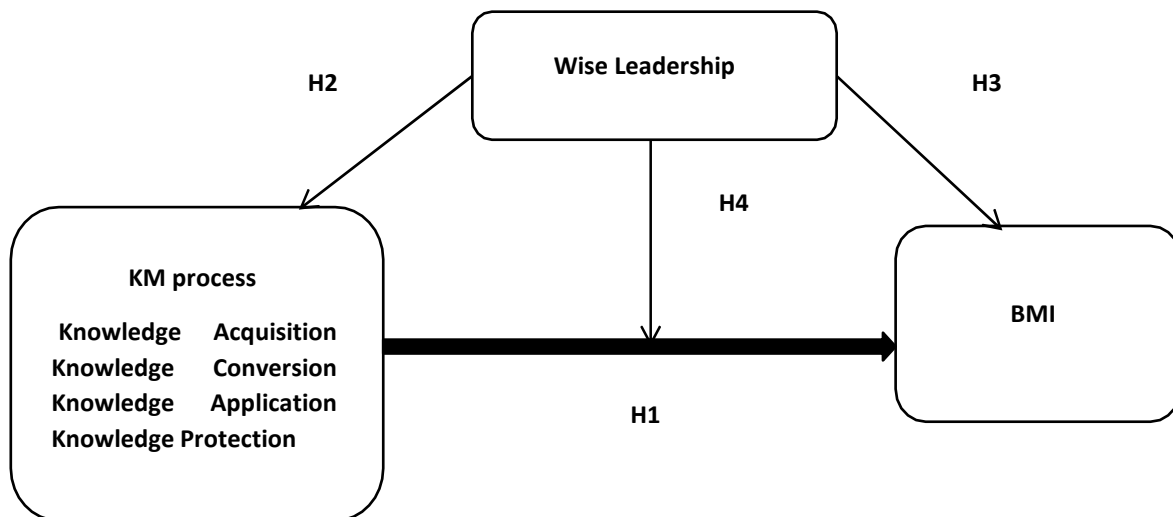 Wise Leadership
H2
H3
H4
KM process
Knowledge Acquisition
Knowledge Conversion
Knowledge Application
Knowledge Protection
BMI
H1